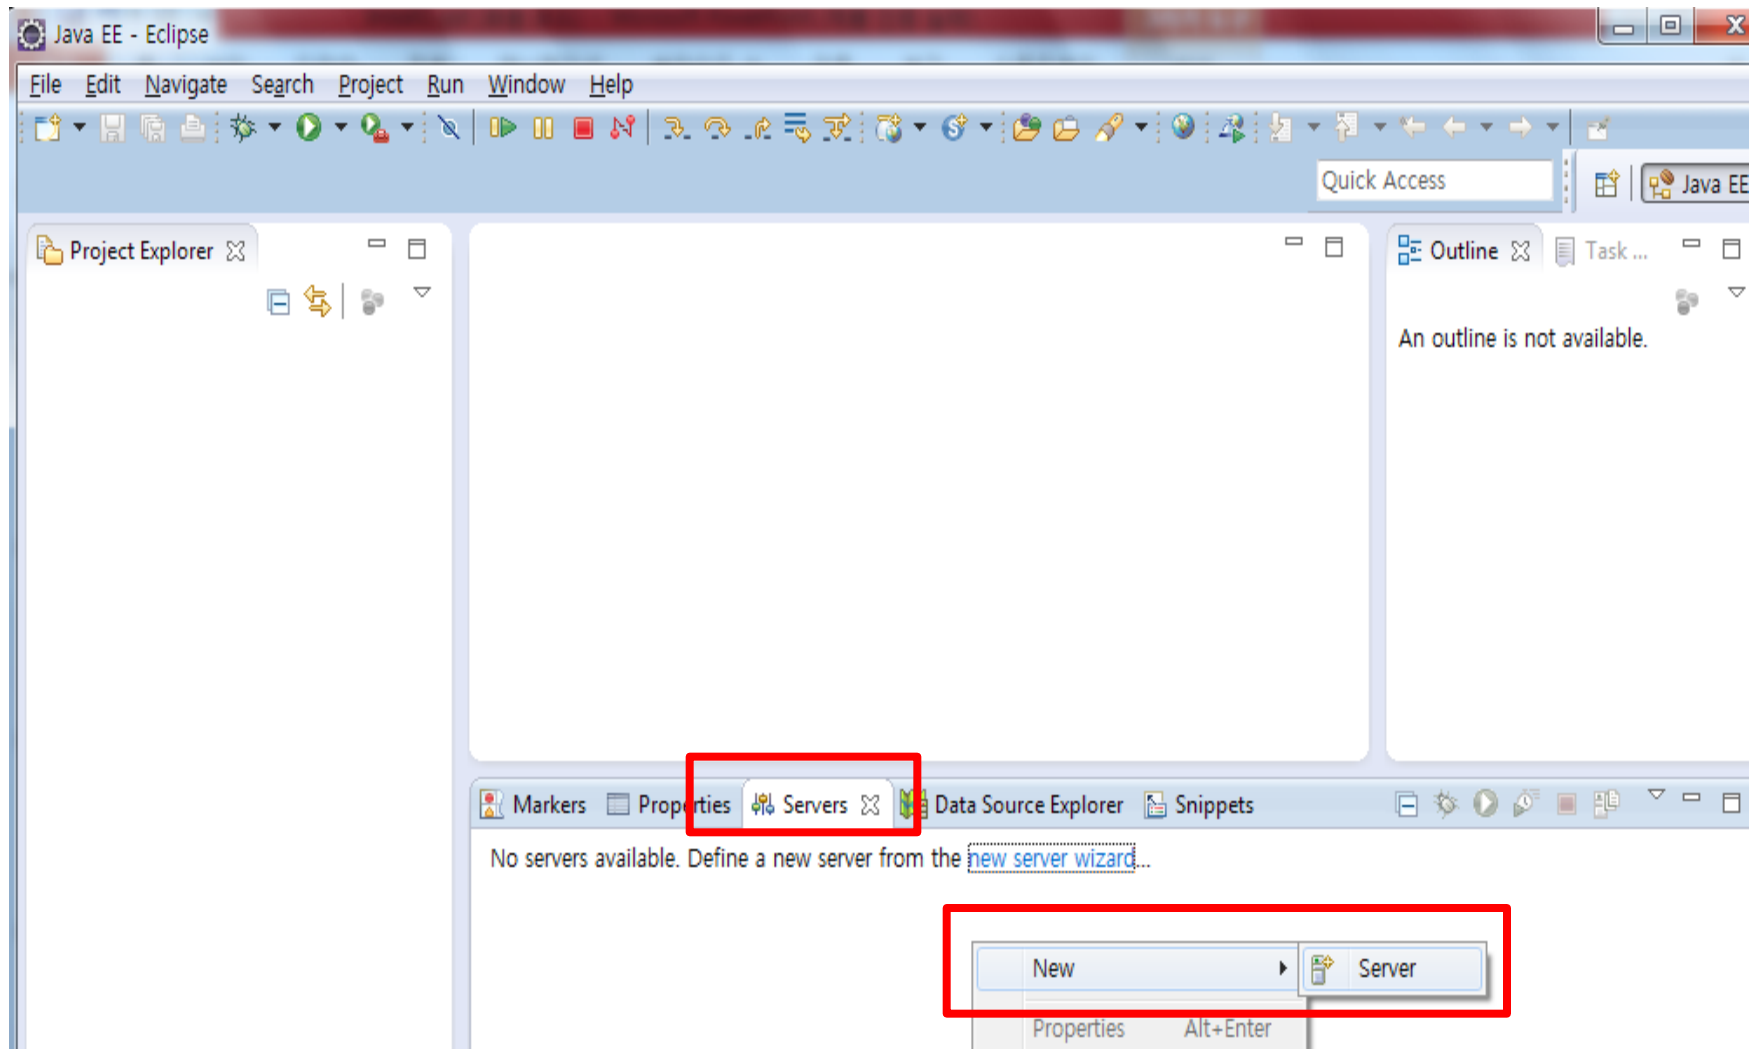 Java EE - Eclipse
File Edit Navigate Search Project Run Window Help
Quick Access
Java EE
Project Explorer
Outline Task ...
An outline is not available.
Markers Properties Servers Data Source Explorer Snippets
No servers available. Define a new server from the new server wizard...
New Server
Properties Alt+Enter